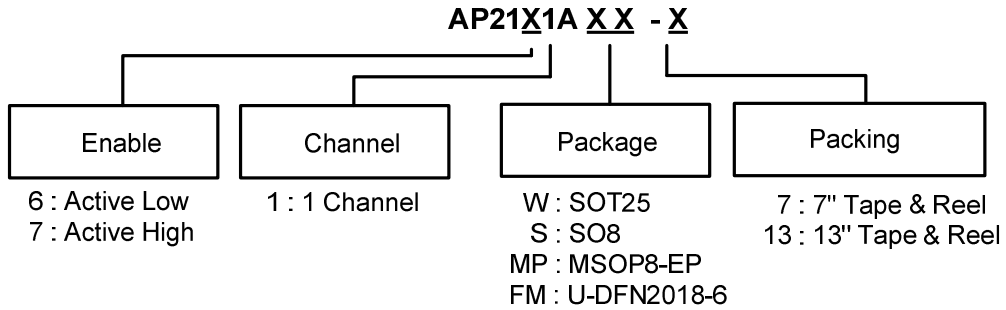 AP21X1A X X - X
Enable
Channel
Package
Packing
6 : Active Low
7 : Active High
1 : 1 Channel
W : SOT25
S : SO8
MP : MSOP8-EP
FM : U-DFN2018-6
7 : 7" Tape & Reel
13 : 13" Tape & Reel